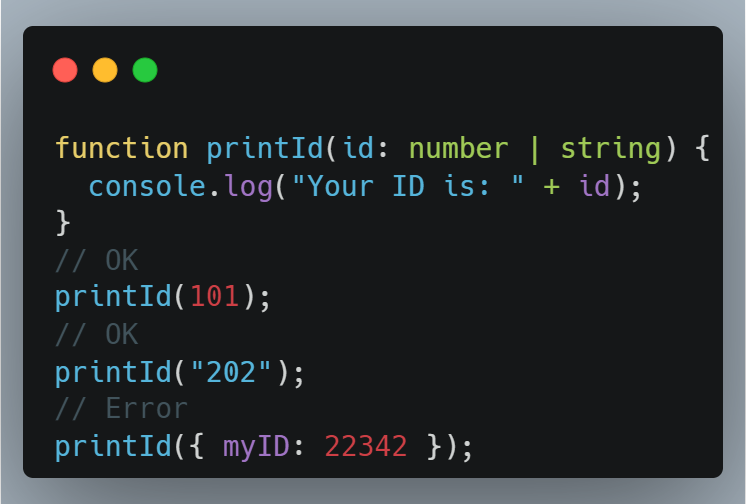 function printId(id: number | string) {
  console.log("Your ID is: " + id);
}
// OK
printId(101);
// OK
printId("202");
// Error
printId({ myID: 22342 });